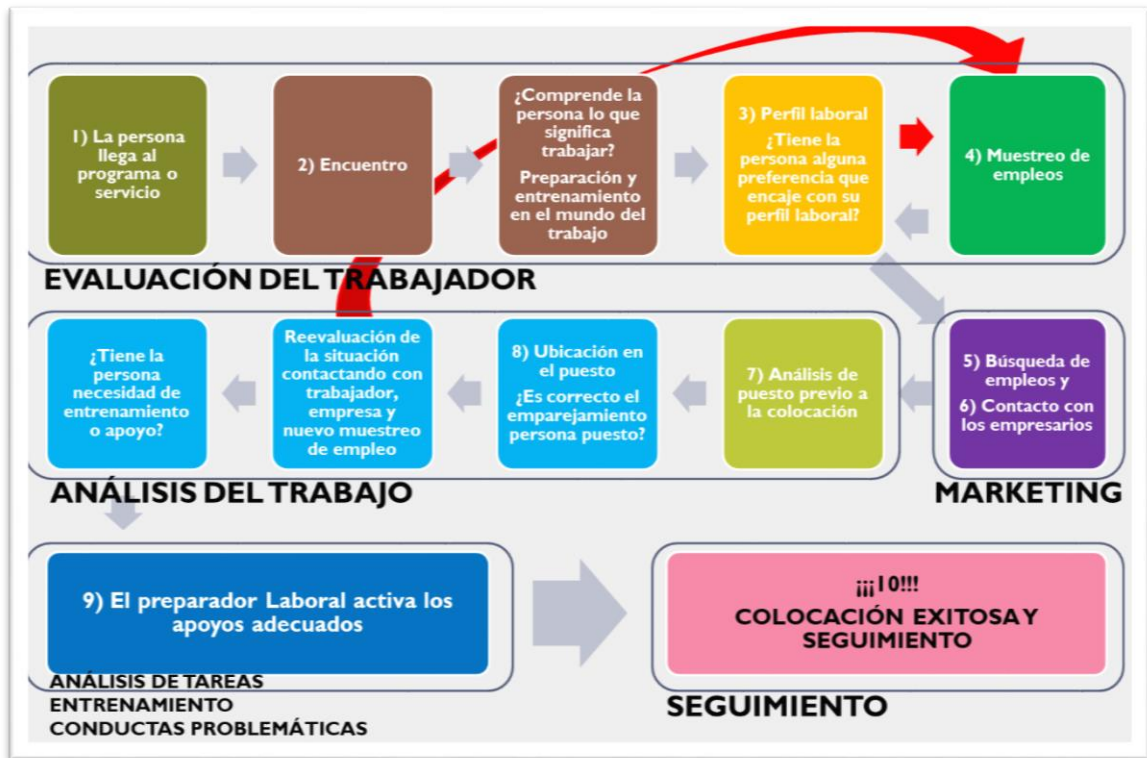 1) La persona
llega al
programa o
servicio
2) Encuentro
¿Comprende la
persona lo que
significa
trabajar?
Preparación y
entrenamiento
en el mundo del
trabajo
3) Perfil laboral
¿Tiene la
persona alguna
preferencia que
encaje con su
perfil laboral?
4) Muestreo de
empleos
EVALUACIÓN DEL TRABAJADOR
¿Tiene la
persona
necesidad de
entrenamiento
o apoyo?
Reevaluación de
la situación
contactando con
trabajador,
empresa y
nuevo muestreo
de empleo
8) Ubicación en
el puesto
¿Es correcto el
emparejamiento
persona puesto?
7) Análisis de
puesto previo a
la colocación
5) Búsqueda de
empleos y
6) Contacto con
los empresarios
ANÁLISIS DEL TRABAJO
MARKETING
9) El preparador Laboral activa los
apoyos adecuados
¡¡¡10!!!
COLOCACIÓN EXITOSA Y
SEGUIMIENTO
ANÁLISIS DE TAREAS
ENTRENAMIENTO
CONDUCTAS PROBLEMÁTICAS
SEGUIMIENTO